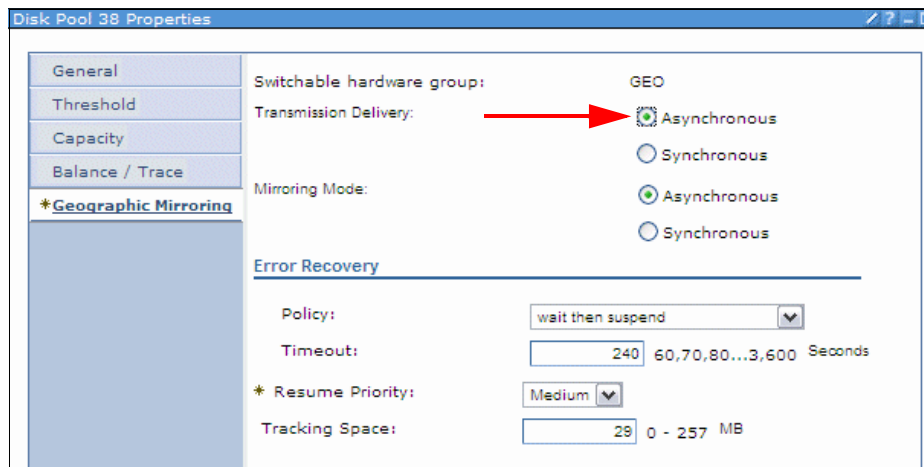 Disk Pool 38 Properties
General
Threshold
Capacity
Balance / Trace
*Geographic Mirroring
Switchable hardware group: GEO
Transmission Delivery: Asynchronous
Synchronous
Mirroring Mode: Asynchronous
Synchronous
Error Recovery
Policy: wait then suspend
Timeout: 240 60,70,80...3,600 Seconds
* Resume Priority: Medium
Tracking Space: 29 0 - 257 MB